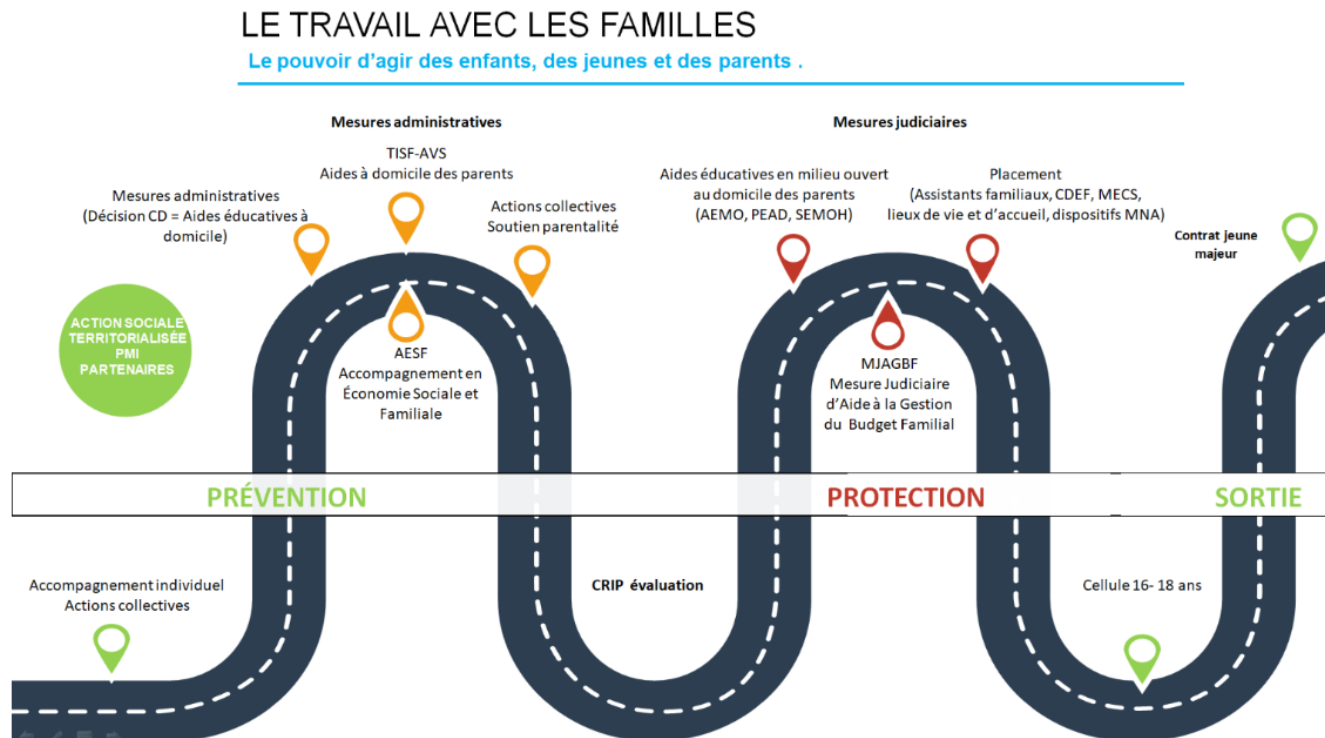 LE TRAVAIL AVEC LES FAMILLES
Le pouvoir d'agir des enfants, des jeunes et des parents .
Mesures administratives
TISF-AVS
Aides à domicile des parents
Mesures administratives
(Décision CD = Aides éducatives à
domicile)
Actions collectives
Soutien parentalité
AESF
Accompagnement en
Économie Sociale et
Familiale
ACTION SOCIALE
TERRITORIALISÉE
PMI
PARTENAIRES
Mesures judiciaires
Aides éducatives en milieu ouvert
au domicile des parents
(AEMO, PEAD, SEMOH)
Placement
(Assistants familiaux, CDEF, MECS,
lieux de vie et d'accueil, dispositifs MNA)
MJAGBF
Mesure Judiciaire
d'Aide à la Gestion
du Budget Familial
Contrat jeune
majeur
PRÉVENTION
PROTECTION
SORTIE
Accompagnement individuel
Actions collectives
CRIP évaluation
Cellule 16- 18 ans